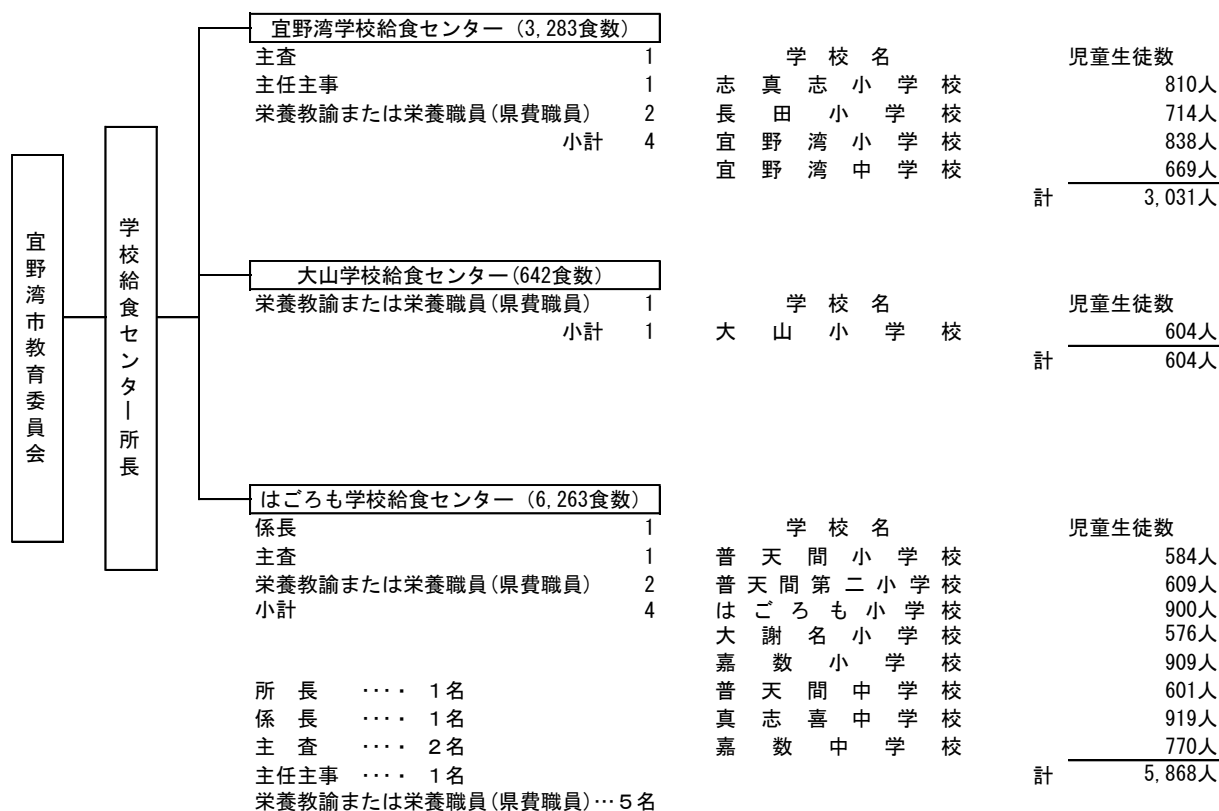 宜野湾市教育委員会
学校給食センター所長
宜野湾学校給食センター (3,283食数)
主査 1 学校名 児童生徒数
主任主事 1 志真志小学校 810人
栄養教諭または栄養職員(県費職員) 2 長田小学校 714人
小計 4 宜野湾小学校 838人
宜野湾中学校 669人
計 3,031人
大山学校給食センター(642食数)
栄養教諭または栄養職員(県費職員) 1 学校名 児童生徒数
小計 1 大山小学校 604人
計 604人
はごろも学校給食センター (6,263食数)
係長 1 学校名 児童生徒数
主査 1 普天間小学校 584人
栄養教諭または栄養職員(県費職員) 2 普天間第二小学校 609人
小計 4 はごろも小学校 900人
大謝名小学校 576人
嘉数小学校 909人
所長 ‥‥ 1名 普天間中学校 601人
係長 ‥‥ 1名 真志喜中学校 919人
主査 ‥‥ 2名 嘉数中学校 770人
主任主事 ‥‥ 1名 計 5,868人
栄養教諭または栄養職員(県費職員)…5名